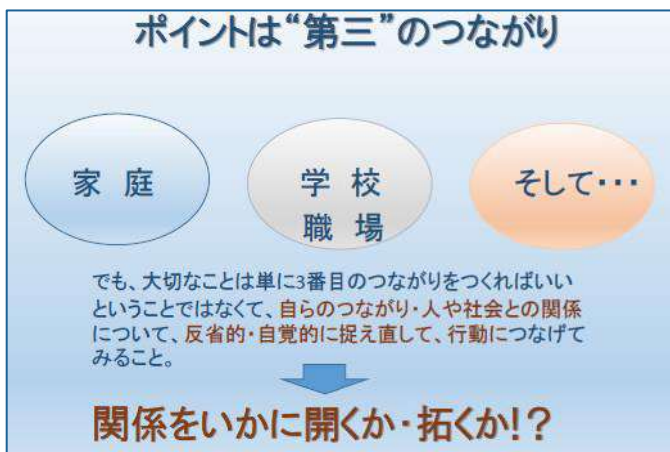 ポイントは“第三”のつながり
家 庭
学 校
職 場
そして・・・
でも、大切なことは単に3番目のつながりをつくればいい
ということではなくて、自らのつながり・人や社会との関係
について、反省的・自覚的に捉え直して、行動につなげて
みること。
関係をいかに開くか・拓くか!?